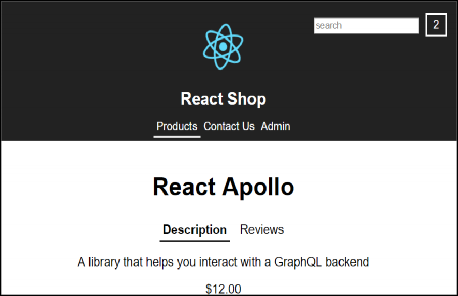 search 2
React Shop
Products Contact Us Admin
React Apollo
Description Reviews
A library that helps you interact with a GraphQL backend
$12.00